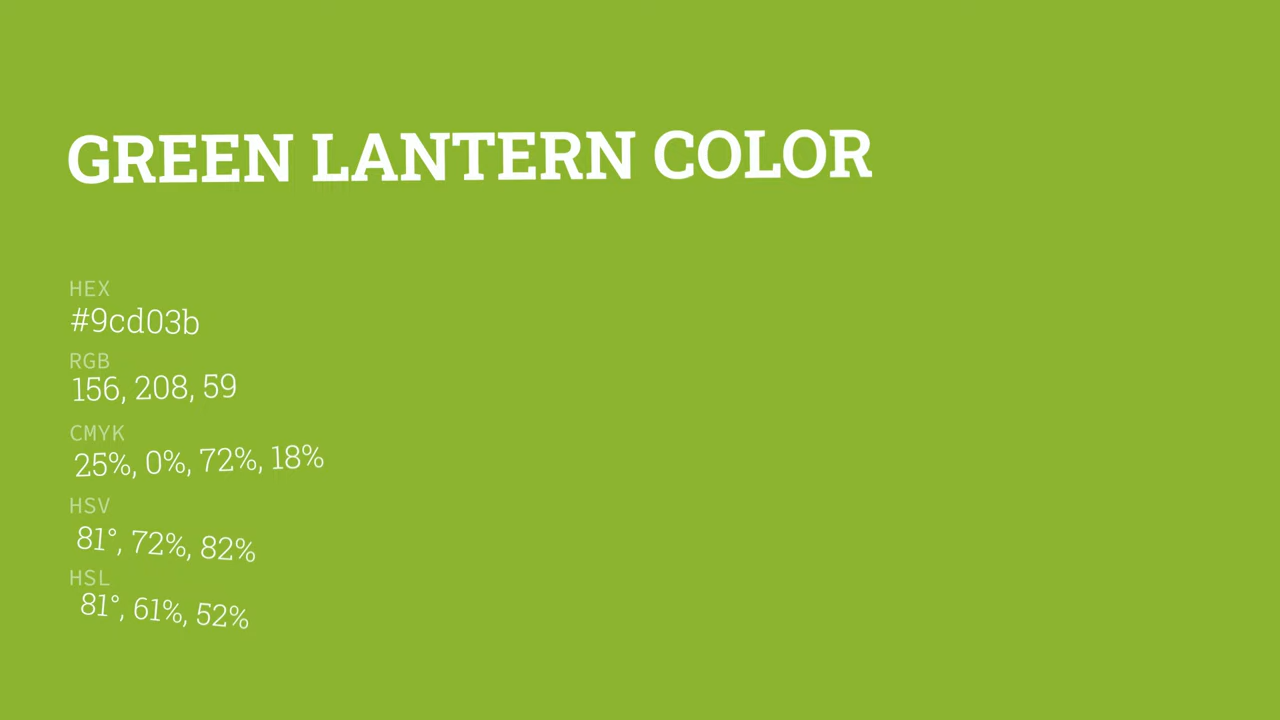 GREEN LANTERN COLOR
HEX
#9cd03b
RGB
156, 208, 59
CMYK
25%, 0%, 72%, 18%
HSV
81°, 72%, 82%
HSL
81°, 61%, 52%